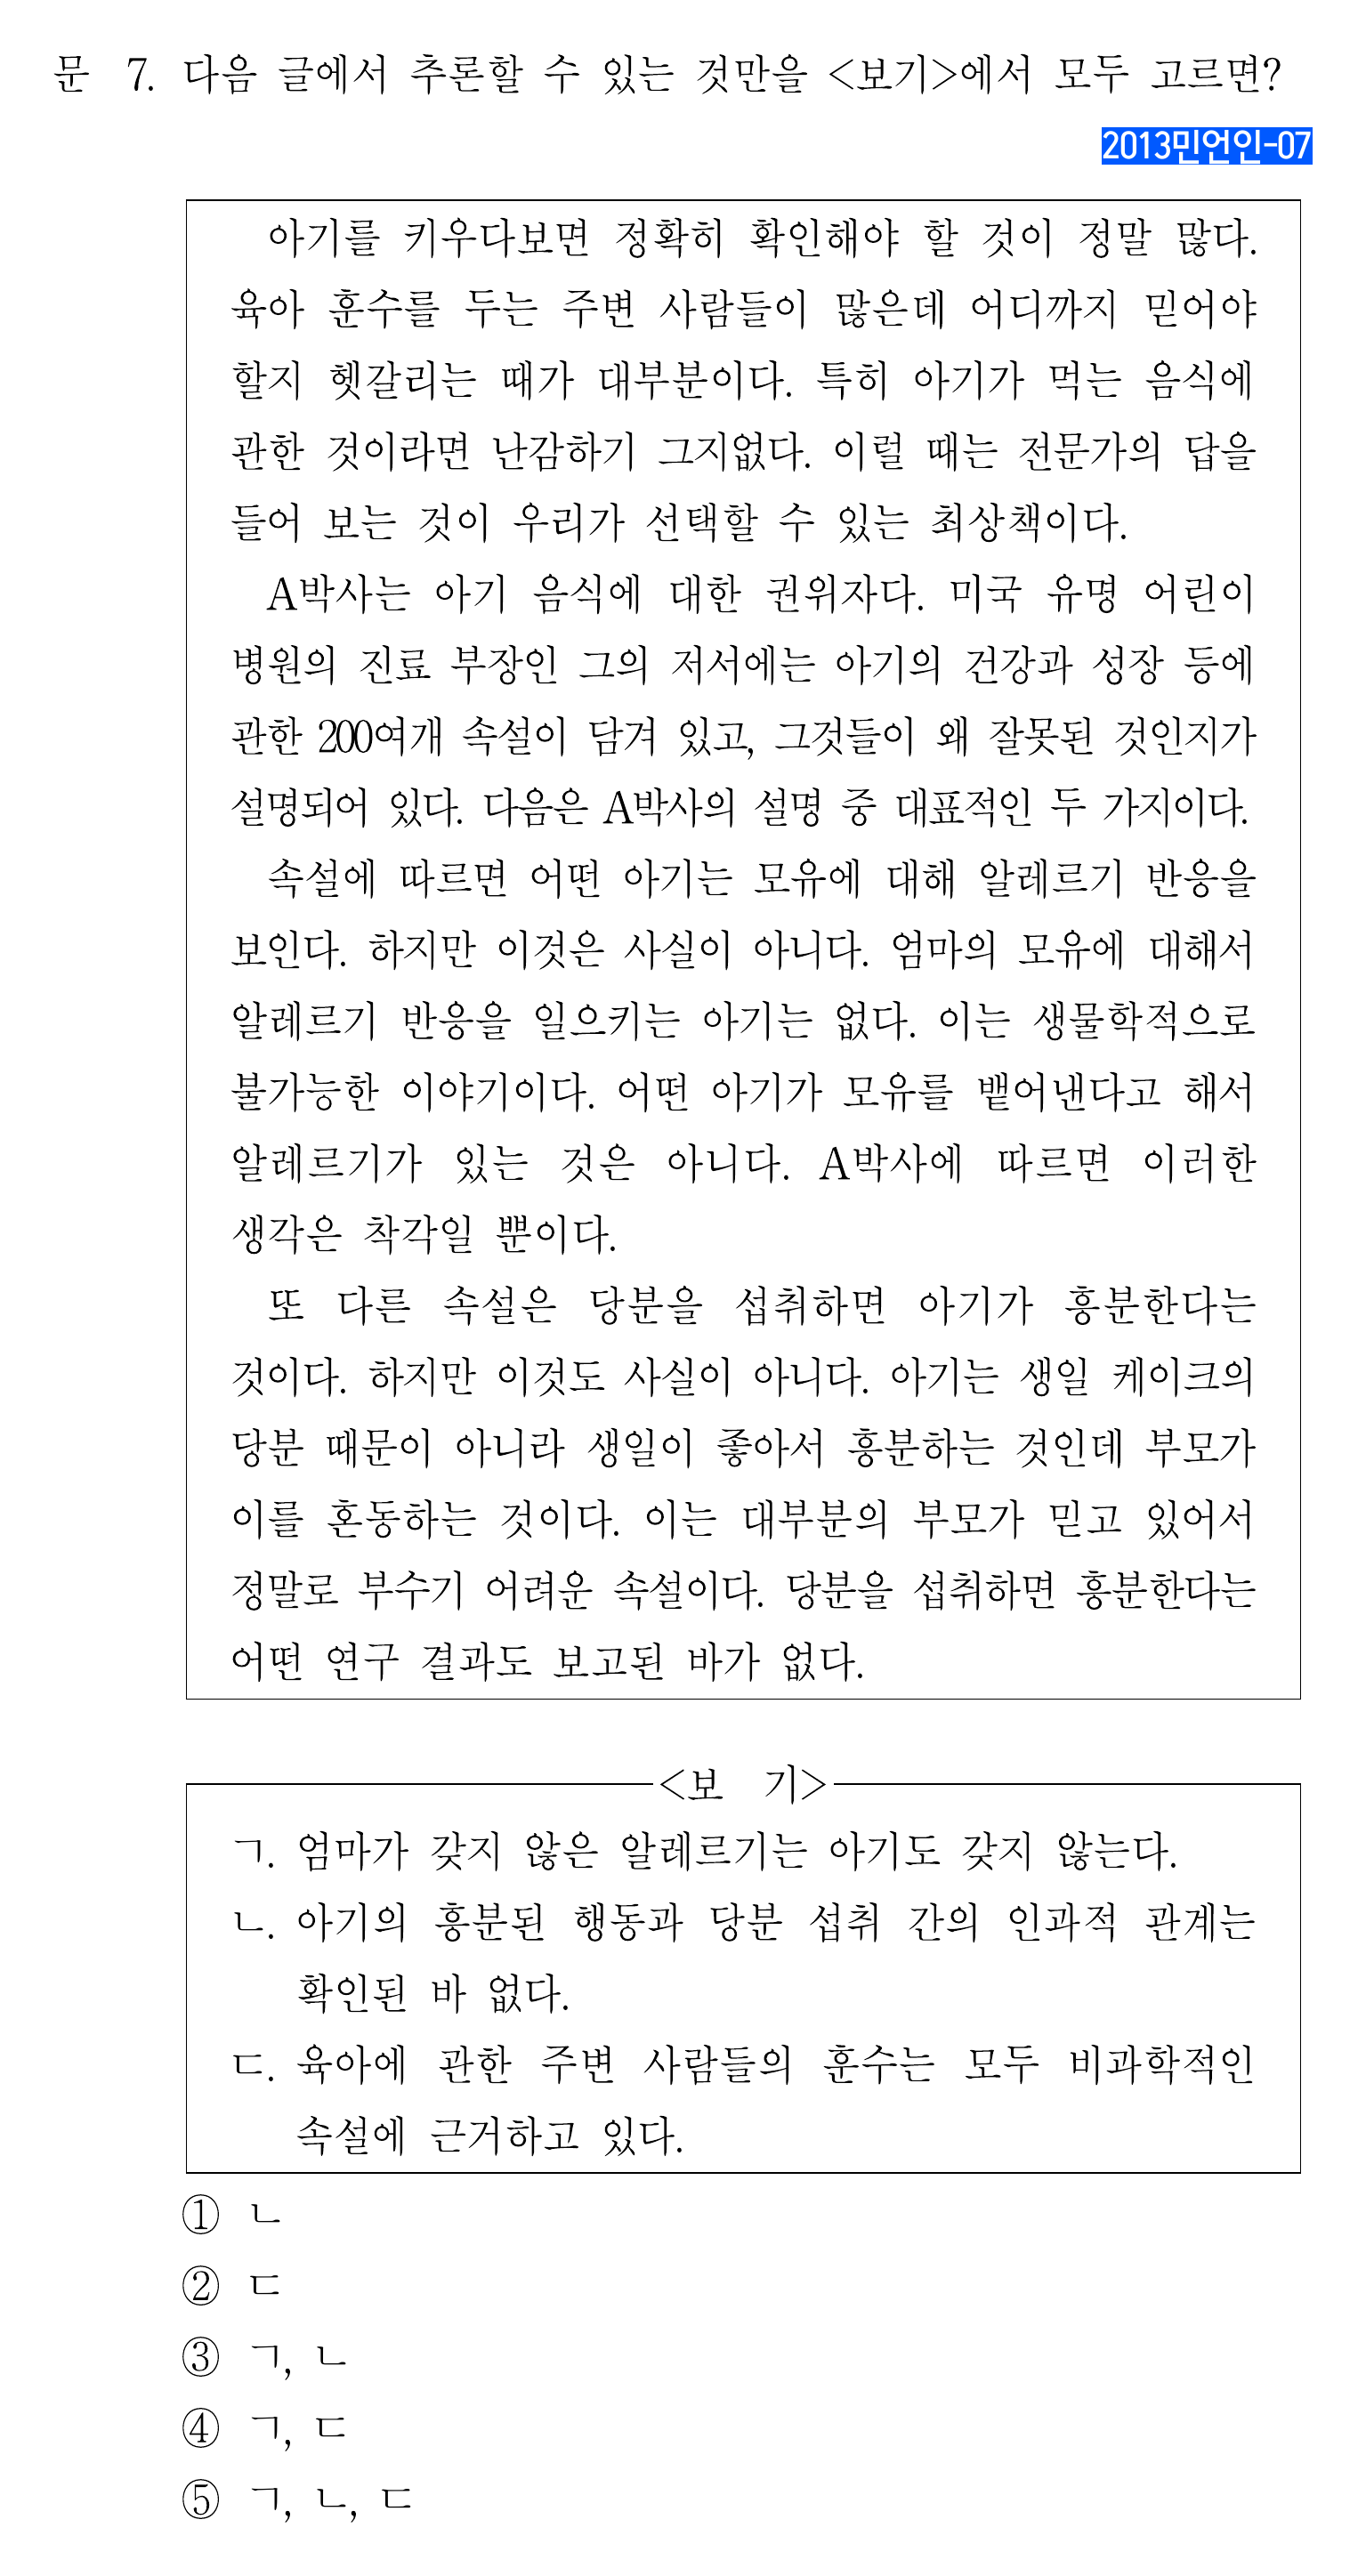 문 7. 다음 글에서 추론할 수 있는 것만을 <보기>에서 모두 고르면?
2013민언인-07
아기를 키우다보면 정확히 확인해야 할 것이 정말 많다.
육아 훈수를 두는 주변 사람들이 많은데 어디까지 믿어야
할지 헷갈리는 때가 대부분이다. 특히 아기가 먹는 음식에
관한 것이라면 난감하기 그지없다. 이럴 때는 전문가의 답을
들어 보는 것이 우리가 선택할 수 있는 최상책이다.
A박사는 아기 음식에 대한 권위자다. 미국 유명 어린이
병원의 진료 부장인 그의 저서에는 아기의 건강과 성장 등에
관한 200여개 속설이 담겨 있고, 그것들이 왜 잘못된 것인지가
설명되어 있다. 다음은 A박사의 설명 중 대표적인 두 가지이다.
속설에 따르면 어떤 아기는 모유에 대해 알레르기 반응을
보인다. 하지만 이것은 사실이 아니다. 엄마의 모유에 대해서
알레르기 반응을 일으키는 아기는 없다. 이는 생물학적으로
불가능한 이야기이다. 어떤 아기가 모유를 뱉어낸다고 해서
알레르기가 있는 것은 아니다. A박사에 따르면 이러한
생각은 착각일 뿐이다.
또 다른 속설은 당분을 섭취하면 아기가 흥분한다는
것이다. 하지만 이것도 사실이 아니다. 아기는 생일 케이크의
당분 때문이 아니라 생일이 좋아서 흥분하는 것인데 부모가
이를 혼동하는 것이다. 이는 대부분의 부모가 믿고 있어서
정말로 부수기 어려운 속설이다. 당분을 섭취하면 흥분한다는
어떤 연구 결과도 보고된 바가 없다.
<보 기>
ㄱ. 엄마가 갖지 않은 알레르기는 아기도 갖지 않는다.
ㄴ. 아기의 흥분된 행동과 당분 섭취 간의 인과적 관계는
확인된 바 없다.
ㄷ. 육아에 관한 주변 사람들의 훈수는 모두 비과학적인
속설에 근거하고 있다.
① ㄴ
② ㄷ
③ ㄱ, ㄴ
④ ㄱ, ㄷ
⑤ ㄱ, ㄴ, ㄷ